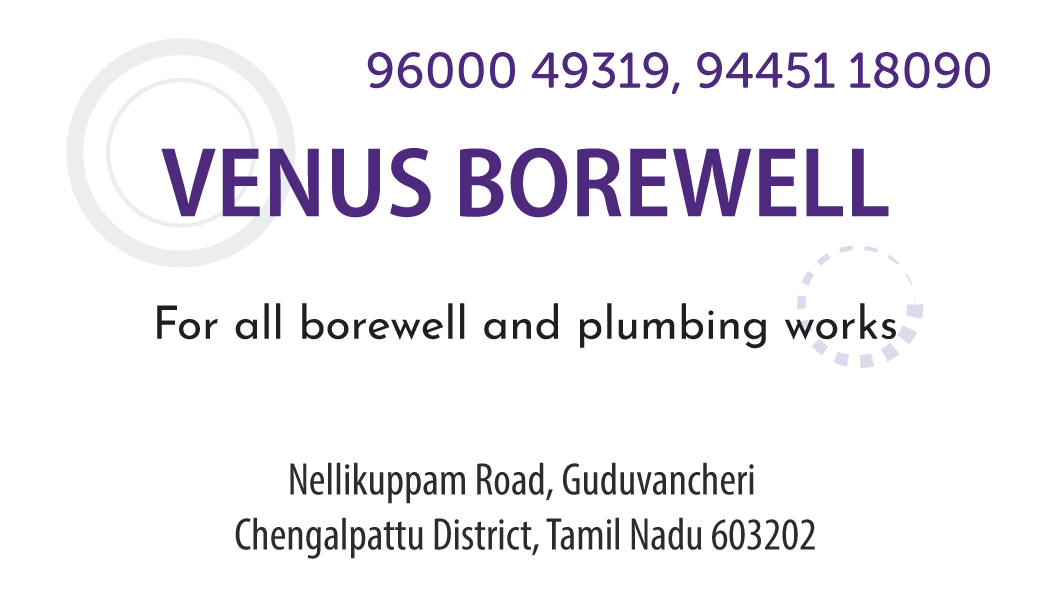 96000 49319, 94451 18090
VENUS BOREWELL
For all borewell and plumbing works
Nellikuppam Road, Guduvancheri
Chengalpattu District, Tamil Nadu 603202